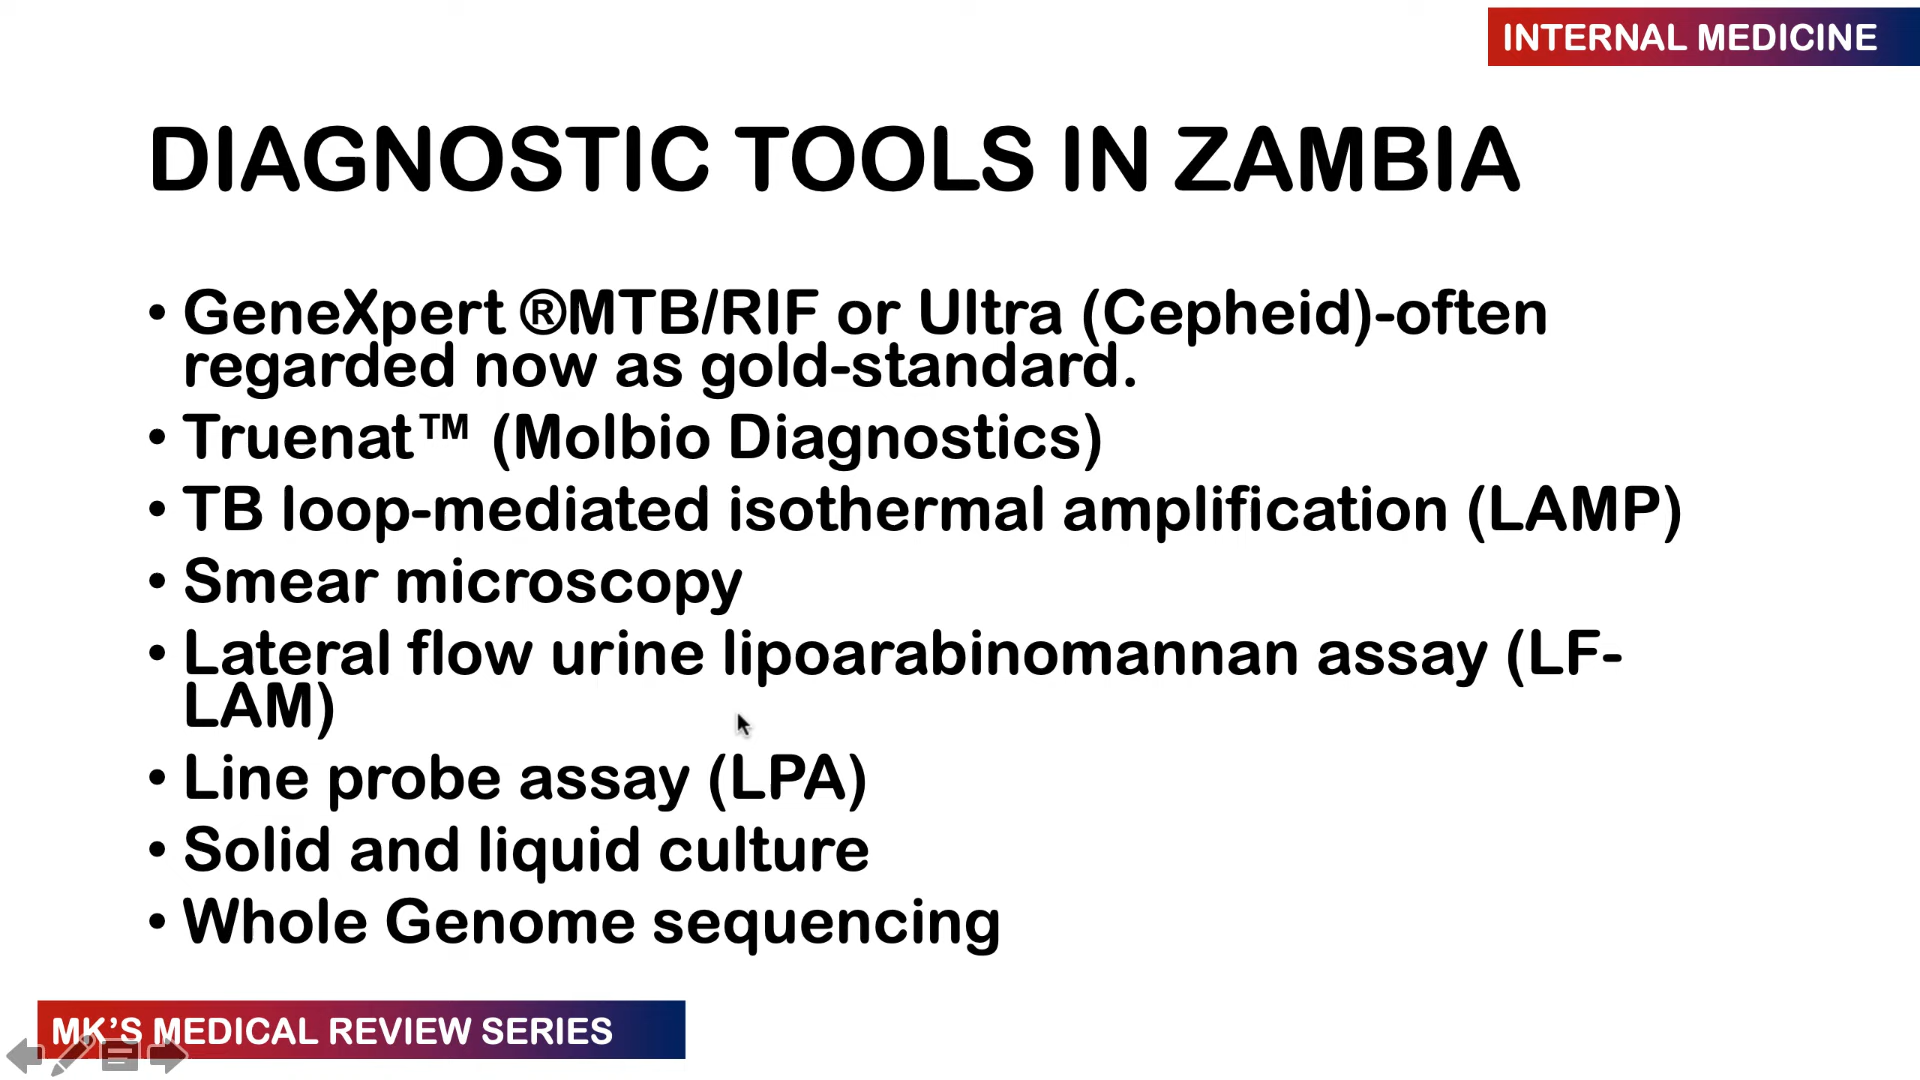 INTERNAL MEDICINE
DIAGNOSTIC TOOLS IN ZAMBIA
• GeneXpert ®MTB/RIF or Ultra (Cepheid)-often
regarded now as gold-standard.
• Truenat™ (Molbio Diagnostics)
• TB loop-mediated isothermal amplification (LAMP)
• Smear microscopy
• Lateral flow urine lipoarabinomannan assay (LF-
LAM)
• Line probe assay (LPA)
• Solid and liquid culture
• Whole Genome sequencing
MK’S MEDICAL REVIEW SERIES